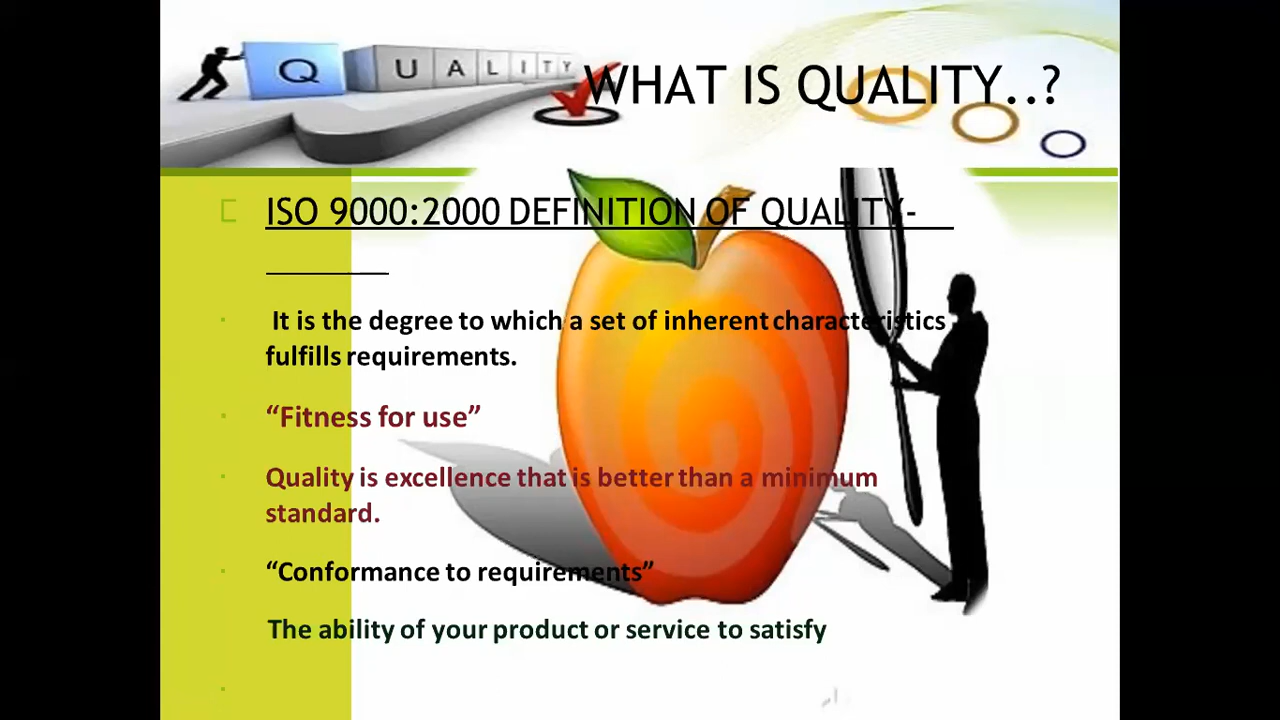 QUALITY
WHAT IS QUALITY..?
ISO 9000:2000 DEFINITION OF QUALITY-
It is the degree to which a set of inherent characteristics
fulfills requirements.
“Fitness for use”
Quality is excellence that is better than a minimum
standard.
“Conformance to requirements”
The ability of your product or service to satisfy